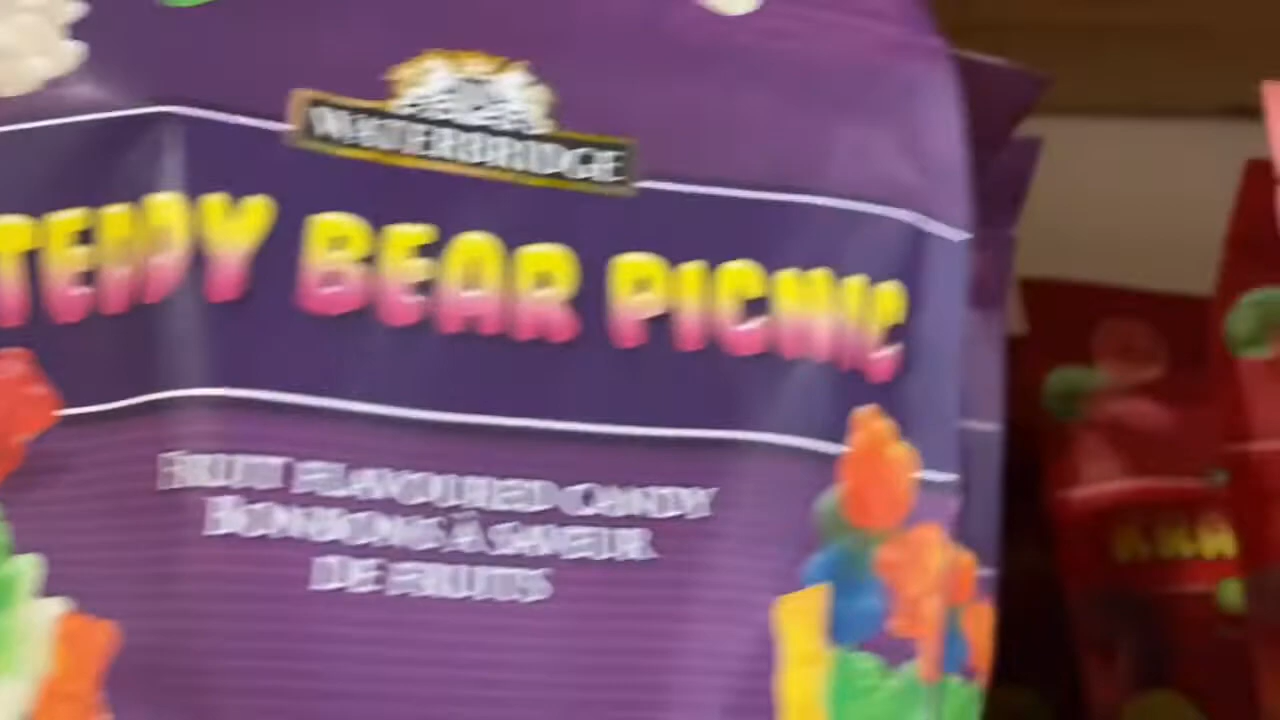 WATERBRIDGE
TEDDY BEAR PICNIC
FRUIT FLAVOURED CANDY
BONBONS À SAVEUR
DE FRUITS